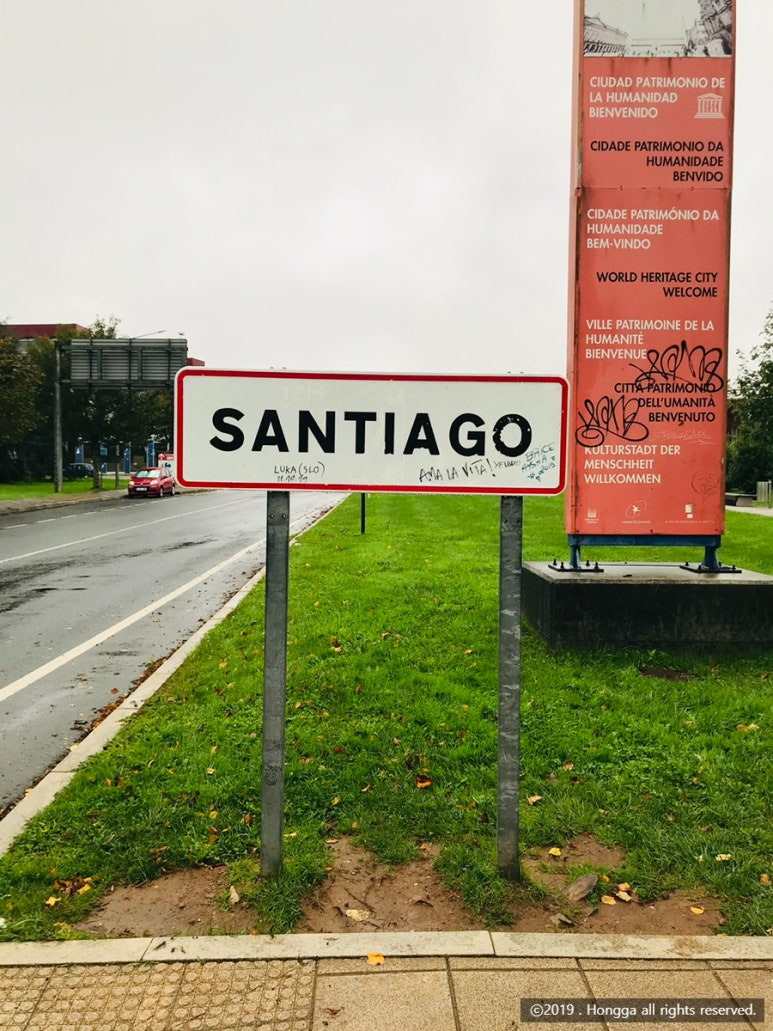 CIUDAD PATRIMONIO DE
LA HUMANIDAD
BIENVENIDO
CIDADE PATRIMONIO DA
HUMANIDADE
BENVIDO
CIDADE PATRIMÓNIO DA
HUMANIDADE
BEM-VINDO
WORLD HERITAGE CITY
WELCOME
VILLE PATRIMOINE DE LA
HUMANITÉ
BIENVENUE
CITTÀ PATRIMONIO
DELL'UMANITÀ
BENVENUTO
KULTURSTADT DER
MENSCHHEIT
WILLKOMMEN
SANTIAGO
LUKA (SLO)
AMA LA VITA!
©2019 . Hongga all rights reserved.